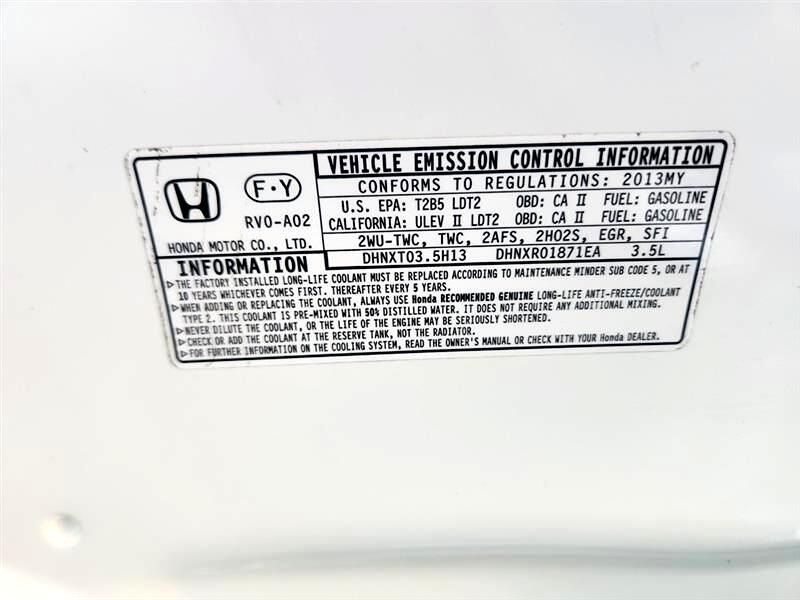 VEHICLE EMISSION CONTROL INFORMATION
F·Y
CONFORMS TO REGULATIONS: 2013MY
RV0-A02
U.S. EPA: T2B5 LDT2 OBD: CA II FUEL: GASOLINE
CALIFORNIA: ULEV II LDT2 OBD: CA II FUEL: GASOLINE
HONDA MOTOR CO., LTD.
2WU-TWC, TWC, 2AFS, 2HO2S, EGR, SFI
INFORMATION
DHNXT03.5H13 DHNXR01871EA 3.5L
▷THE FACTORY INSTALLED LONG-LIFE COOLANT MUST BE REPLACED ACCORDING TO MAINTENANCE MINDER SUB CODE 5, OR AT
10 YEARS WHICHEVER COMES FIRST. THEREAFTER EVERY 5 YEARS.
▷WHEN ADDING OR REPLACING THE COOLANT, ALWAYS USE Honda RECOMMENDED GENUINE LONG-LIFE ANTI-FREEZE/COOLANT
TYPE 2. THIS COOLANT IS PRE-MIXED WITH 50% DISTILLED WATER. IT DOES NOT REQUIRE ANY ADDITIONAL MIXING.
▷NEVER DILUTE THE COOLANT, OR THE LIFE OF THE ENGINE MAY BE SERIOUSLY SHORTENED.
▷CHECK OR ADD THE COOLANT AT THE RESERVE TANK, NOT THE RADIATOR.
▷FOR FURTHER INFORMATION ON THE COOLING SYSTEM, READ THE OWNER'S MANUAL OR CHECK WITH YOUR Honda DEALER.